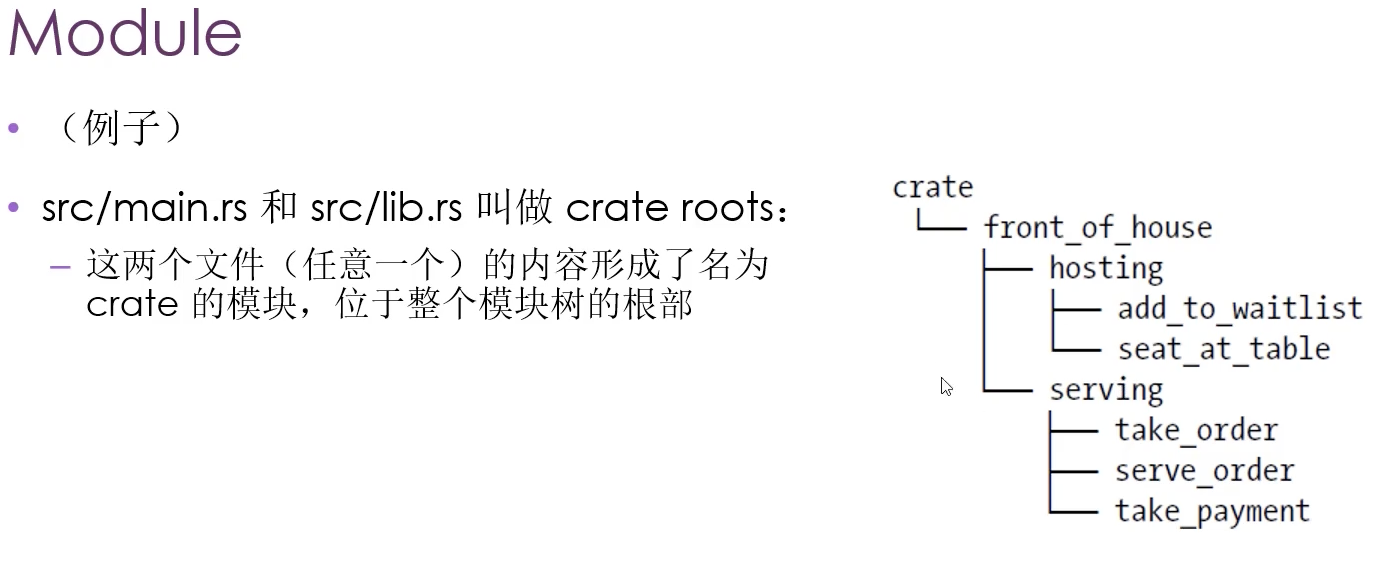 Module
• （例子）
• src/main.rs 和 src/lib.rs 叫做 crate roots：
– 这两个文件（任意一个）的内容形成了名为
crate 的模块，位于整个模块树的根部
crate
└── front_of_house
├── hosting
├── add_to_waitlist
└── seat_at_table
└── serving
├── take_order
├── serve_order
└── take_payment